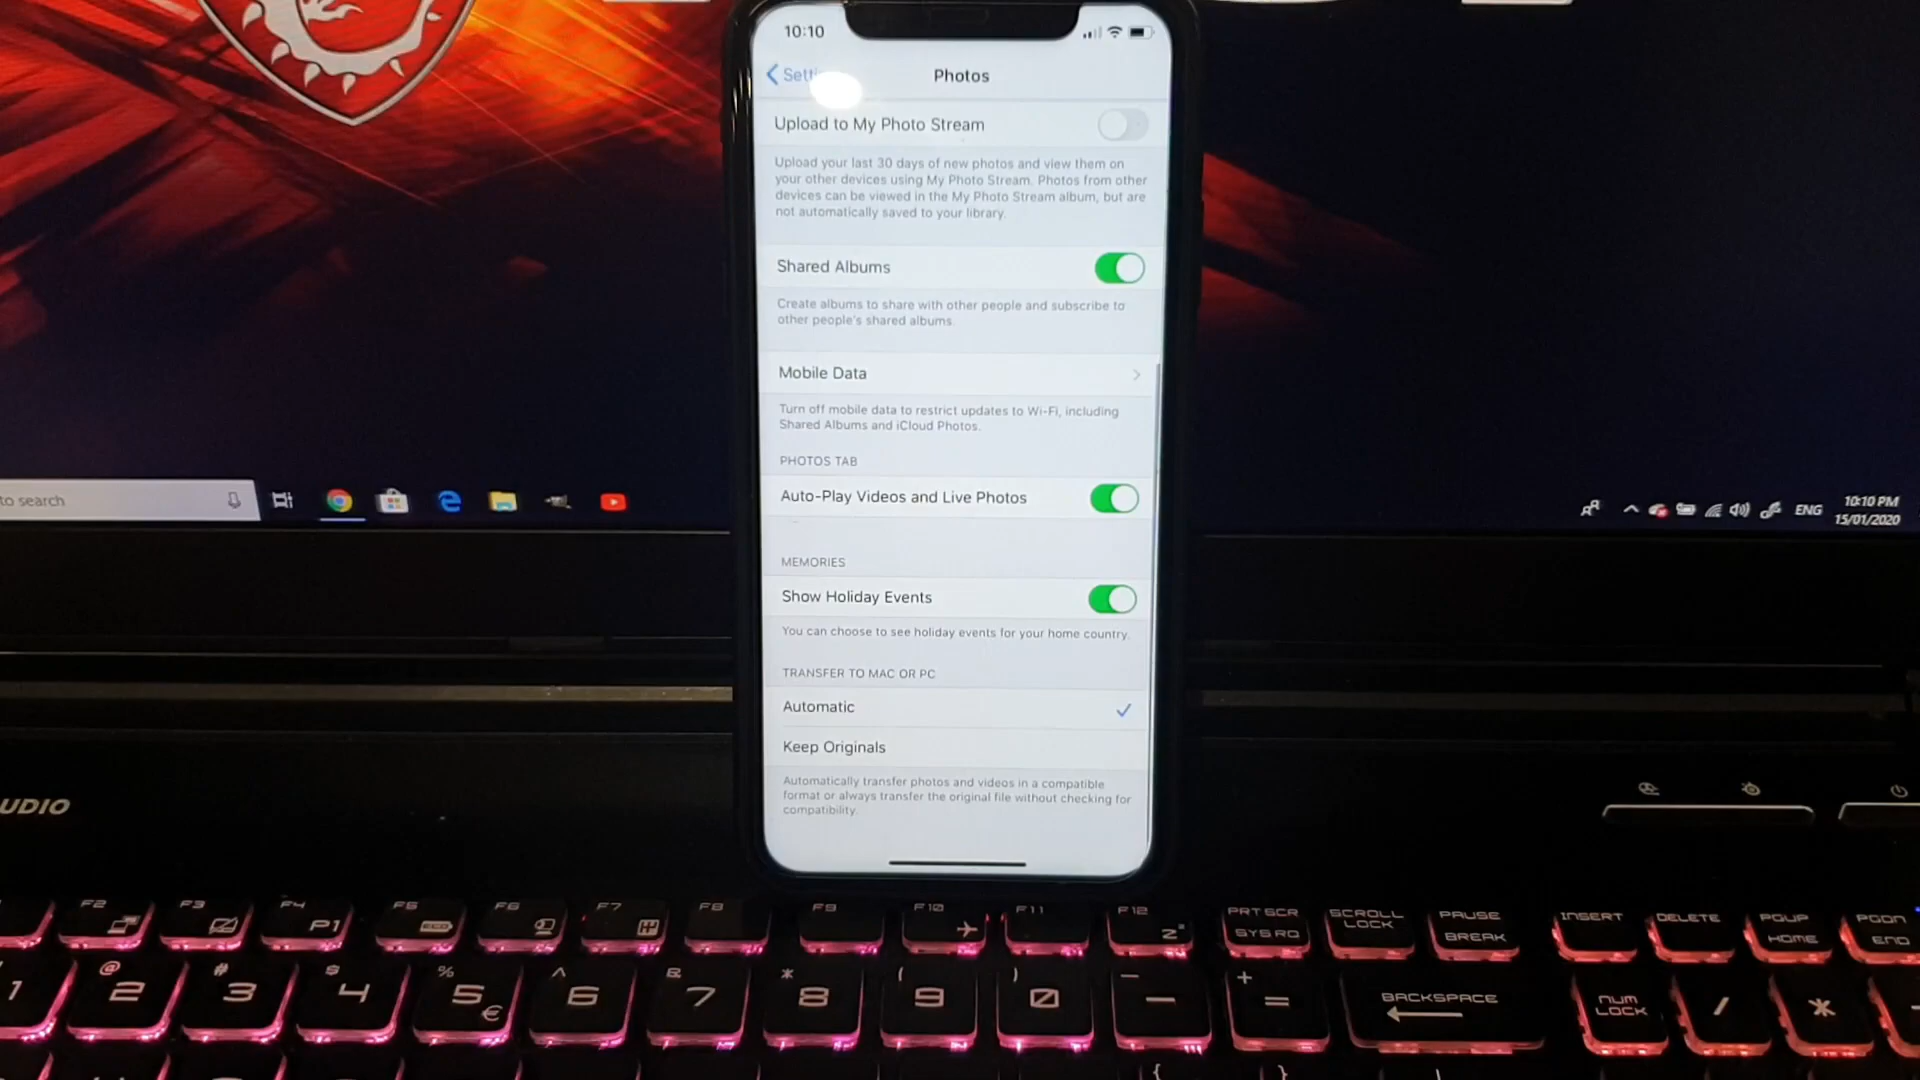 10:10
Photos
Upload to My Photo Stream
Upload your last 30 days of new photos and view them on
your other devices using My Photo Stream. Photos from other
devices can be viewed in the My Photo Stream album, but are
not automatically saved to your library.
Shared Albums
Create albums to share with other people and subscribe to
other people's shared albums.
Mobile Data
Turn off mobile data to restrict updates to Wi-Fi, including
Shared Albums and iCloud Photos.
PHOTOS TAB
Auto-Play Videos and Live Photos
MEMORIES
Show Holiday Events
You can choose to see holiday events for your home country.
TRANSFER TO MAC OR PC
Automatic
Keep Originals
Automatically transfer photos and videos in a compatible
format or always transfer the original file without checking for
compatibility.
to search
ENG
10:10 PM
15/01/2020
UDIO
F2 F3 F4 P1 F5 ECO F6 F7 F8 F9 F10 F11 F12
PRT SCR
SYS RQ
SCROLL
LOCK
PAUSE
BREAK
INSERT
DELETE
PGUP
HOME
PGDN
END
1 @ 2 # 3 $ 4 % 5 € ^ 6 & 7 * 8 ( 9 ) 0 _ - + =
BACKSPACE
NUM
LOCK
/ *
{ }